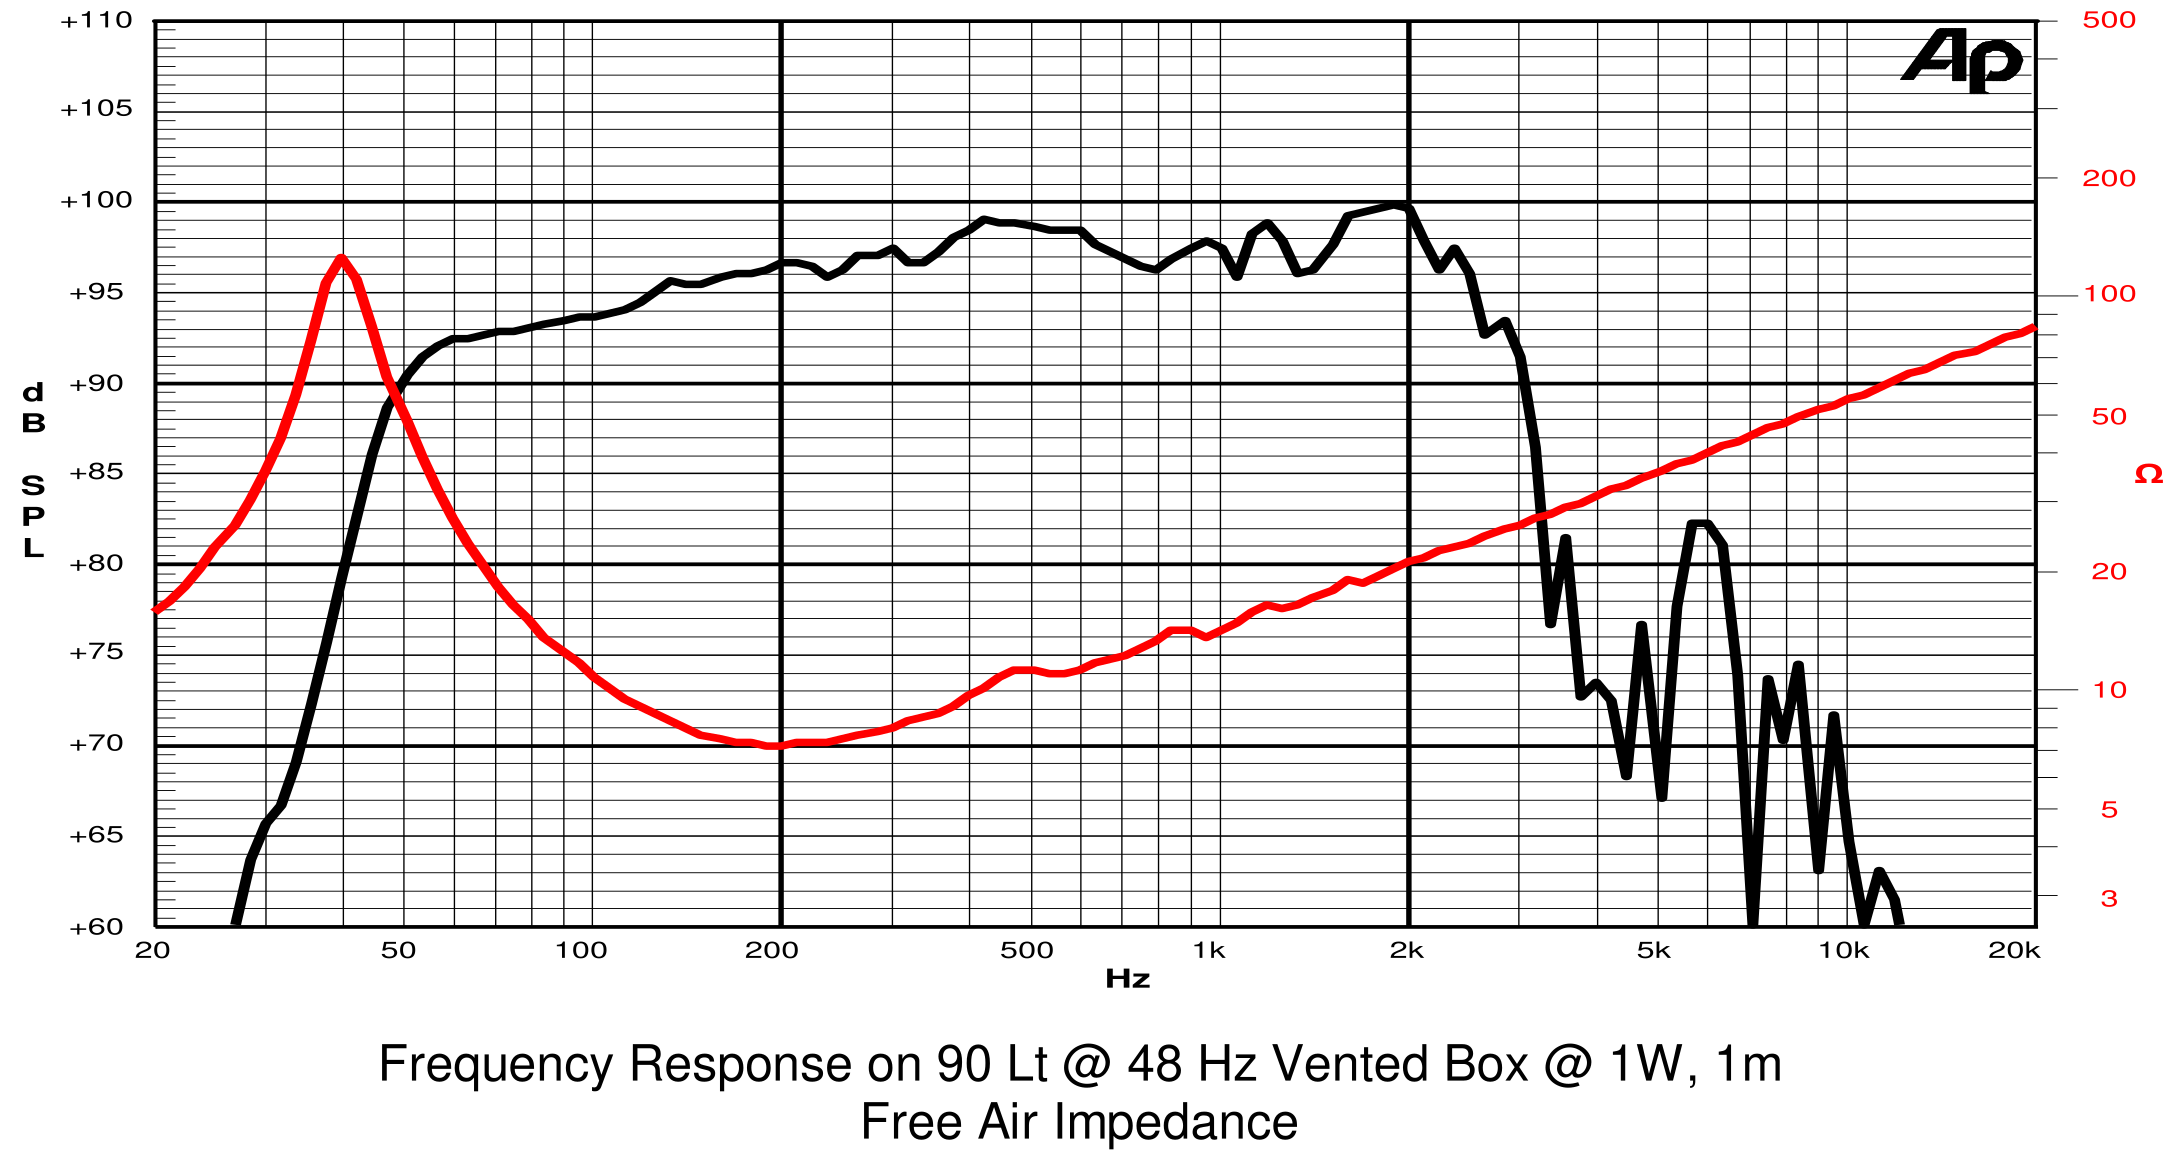 +110
+105
+100
+95
+90
+85
+80
+75
+70
+65
+60
dB SPL
Ap
500
200
100
50
20
10
5
3
Ω
20 50 100 200 500 1k 2k 5k 10k 20k
Hz
Frequency Response on 90 Lt @ 48 Hz Vented Box @ 1W, 1m
Free Air Impedance